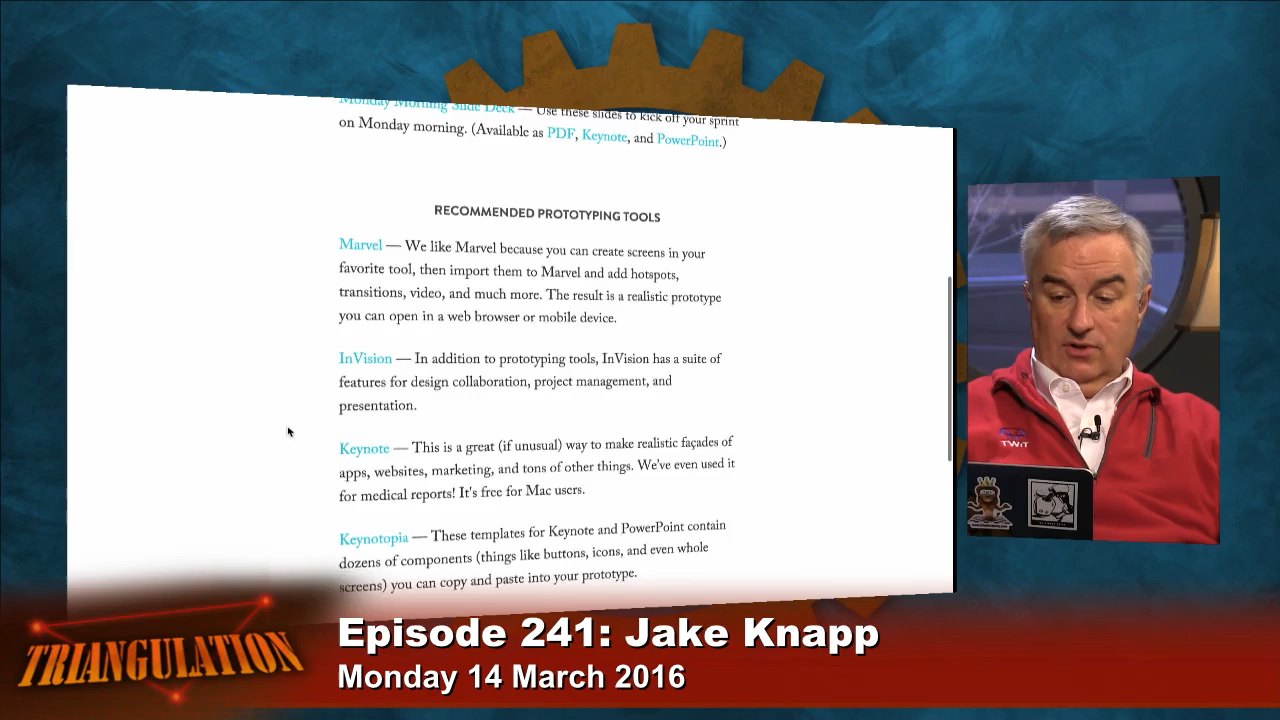 Monday Morning Slide Deck — Use these slides to kick off your sprint
on Monday morning. (Available as PDF, Keynote, and PowerPoint.)
RECOMMENDED PROTOTYPING TOOLS
Marvel — We like Marvel because you can create screens in your
favorite tool, then import them to Marvel and add hotspots,
transitions, video, and much more. The result is a realistic prototype
you can open in a web browser or mobile device.
InVision — In addition to prototyping tools, InVision has a suite of
features for design collaboration, project management, and
presentation.
Keynote — This is a great (if unusual) way to make realistic façades of
apps, websites, marketing, and tons of other things. We've even used it
for medical reports! It's free for Mac users.
Keynotopia — These templates for Keynote and PowerPoint contain
dozens of components (things like buttons, icons, and even whole
screens) you can copy and paste into your prototype.
TWiT
TRIANGULATION
Episode 241: Jake Knapp
Monday 14 March 2016